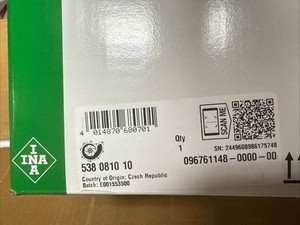 4 014870 680701
SCAN ME
Qty
1
SN: 2449608986175748
538 0810 10
096761148-0000-00
Country of Origin: Czech Republic
Batch: E001553500
I
INA
A